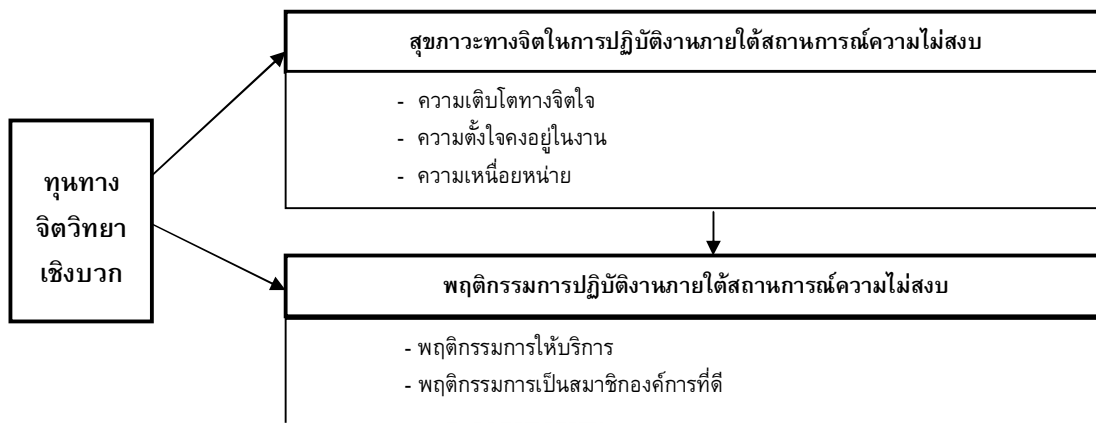 สุขภาวะทางจิตในการปฏิบัติงานภายใต้สถานการณ์ความไม่สงบ
- ความเติบโตทางจิตใจ
- ความตั้งใจคงอยู่ในงาน
- ความเหนื่อยหน่าย
ทุนทาง
จิตวิทยา
เชิงบวก
พฤติกรรมการปฏิบัติงานภายใต้สถานการณ์ความไม่สงบ
- พฤติกรรมการให้บริการ
- พฤติกรรมการเป็นสมาชิกองค์การที่ดี